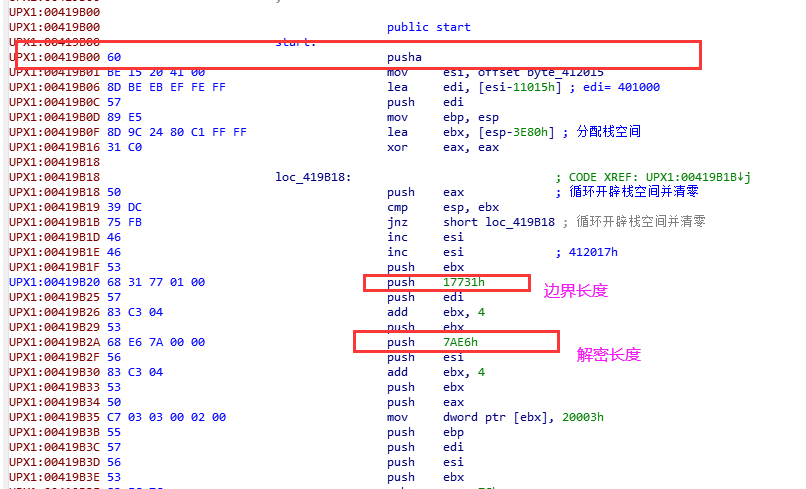 UPX1:00419B00
UPX1:00419B00 public start
UPX1:00419B00 start:
UPX1:00419B00 60 pusha
UPX1:00419B01 BE 15 20 41 00 mov esi, offset byte_412015
UPX1:00419B06 8D BE EB EF FE FF lea edi, [esi-11015h] ; edi= 401000
UPX1:00419B0C 57 push edi
UPX1:00419B0D 89 E5 mov ebp, esp
UPX1:00419B0F 8D 9C 24 80 C1 FF FF lea ebx, [esp-3E80h] ; 分配栈空间
UPX1:00419B16 31 C0 xor eax, eax
UPX1:00419B18
UPX1:00419B18 loc_419B18: ; CODE XREF: UPX1:00419B1B↓j
UPX1:00419B18 50 push eax ; 循环开辟栈空间并清零
UPX1:00419B19 39 DC cmp esp, ebx
UPX1:00419B1B 75 FB jnz short loc_419B18 ; 循环开辟栈空间并清零
UPX1:00419B1D 46 inc esi
UPX1:00419B1E 46 inc esi ; 412017h
UPX1:00419B1F 53 push ebx
UPX1:00419B20 68 31 77 01 00 push 17731h
边界长度
UPX1:00419B25 57 push edi
UPX1:00419B26 83 C3 04 add ebx, 4
UPX1:00419B29 53 push ebx
UPX1:00419B2A 68 E6 7A 00 00 push 7AE6h
解密长度
UPX1:00419B2F 56 push esi
UPX1:00419B30 83 C3 04 add ebx, 4
UPX1:00419B33 53 push ebx
UPX1:00419B34 50 push eax
UPX1:00419B35 C7 03 03 00 02 00 mov dword ptr [ebx], 20003h
UPX1:00419B3B 55 push ebp
UPX1:00419B3C 57 push edi
UPX1:00419B3D 56 push esi
UPX1:00419B3E 53 push ebx